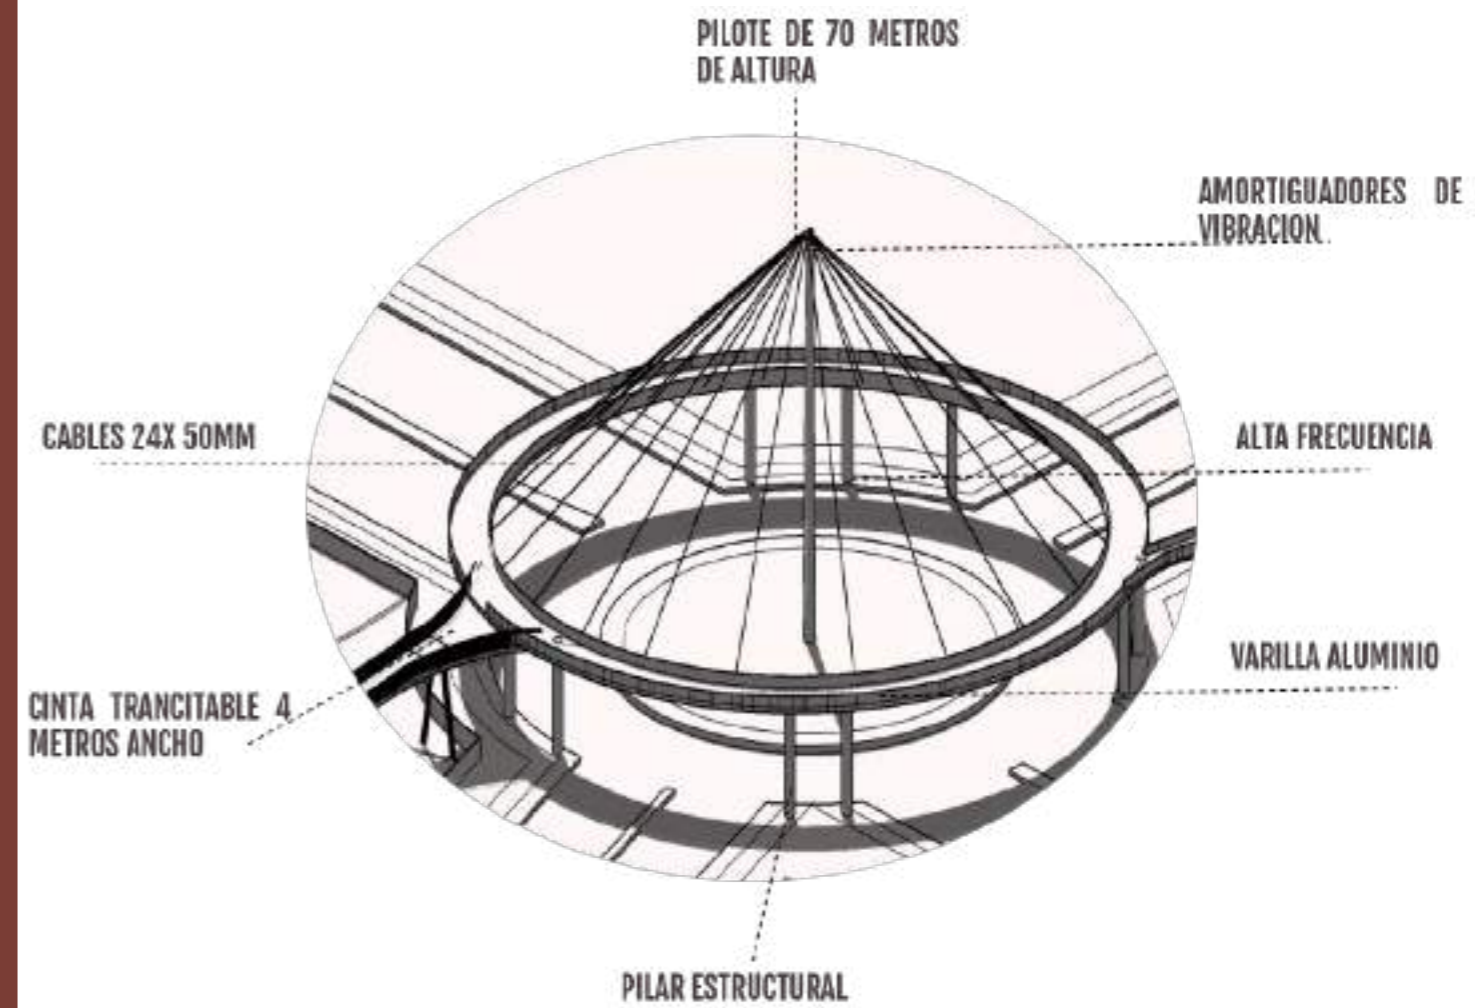 PILOTE DE 70 METROS
DE ALTURA
AMORTIGUADORES DE
VIBRACION
CABLES 24X 50MM
ALTA FRECUENCIA
VARILLA ALUMINIO
CINTA TRANCITABLE 4
METROS ANCHO
PILAR ESTRUCTURAL